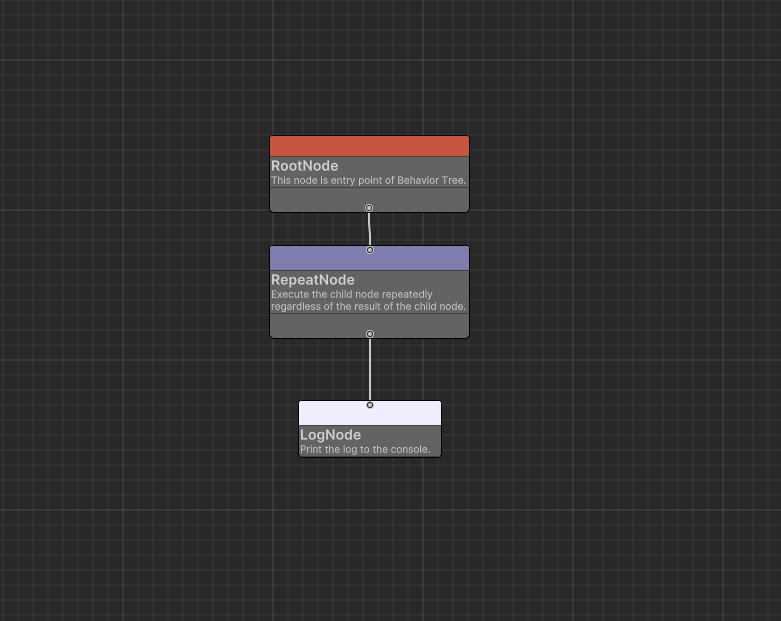 RootNode
This node is entry point of Behavior Tree.
RepeatNode
Execute the child node repeatedly
regardless of the result of the child node.
LogNode
Print the log to the console.